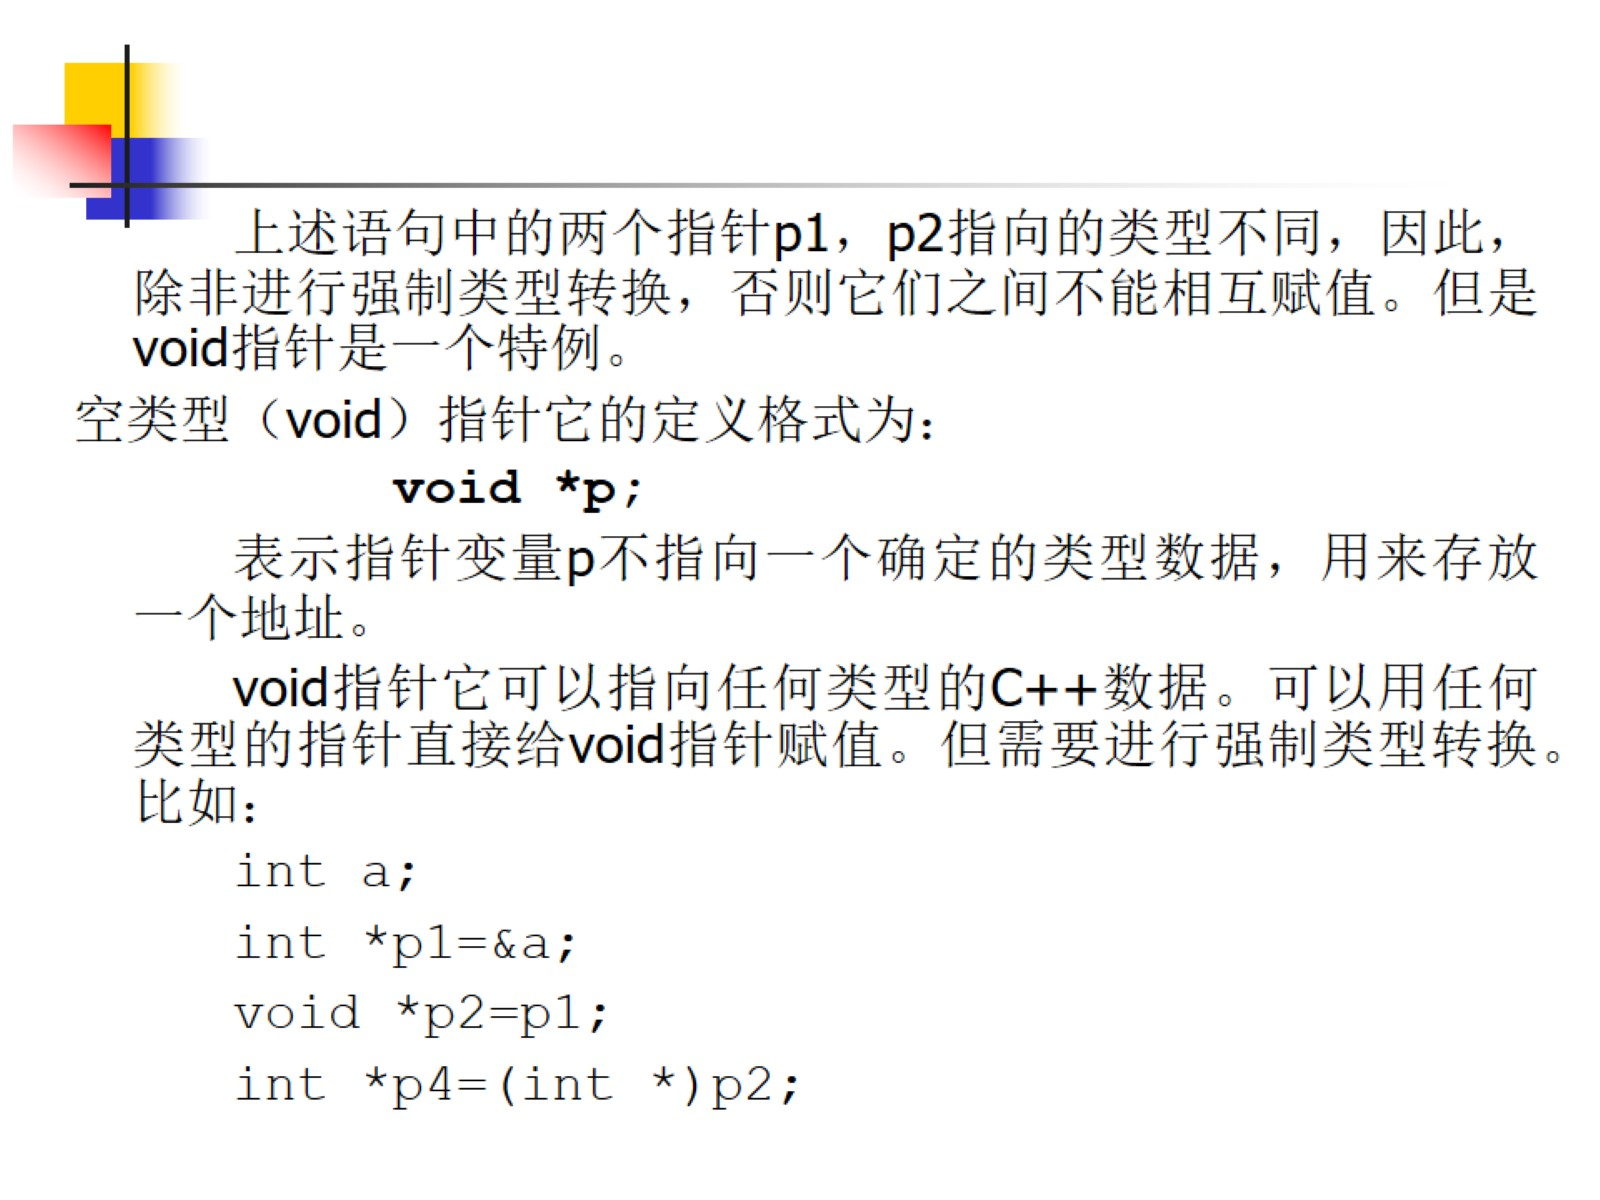 上述语句中的两个指针p1，p2指向的类型不同，因此，
除非进行强制类型转换，否则它们之间不能相互赋值。但是
void指针是一个特例。
空类型（void）指针它的定义格式为：
void *p;
表示指针变量p不指向一个确定的类型数据，用来存放
一个地址。
void指针它可以指向任何类型的C++数据。可以用任何
类型的指针直接给void指针赋值。但需要进行强制类型转换。
比如：
int a;
int *p1=&a;
void *p2=p1;
int *p4=(int *)p2;